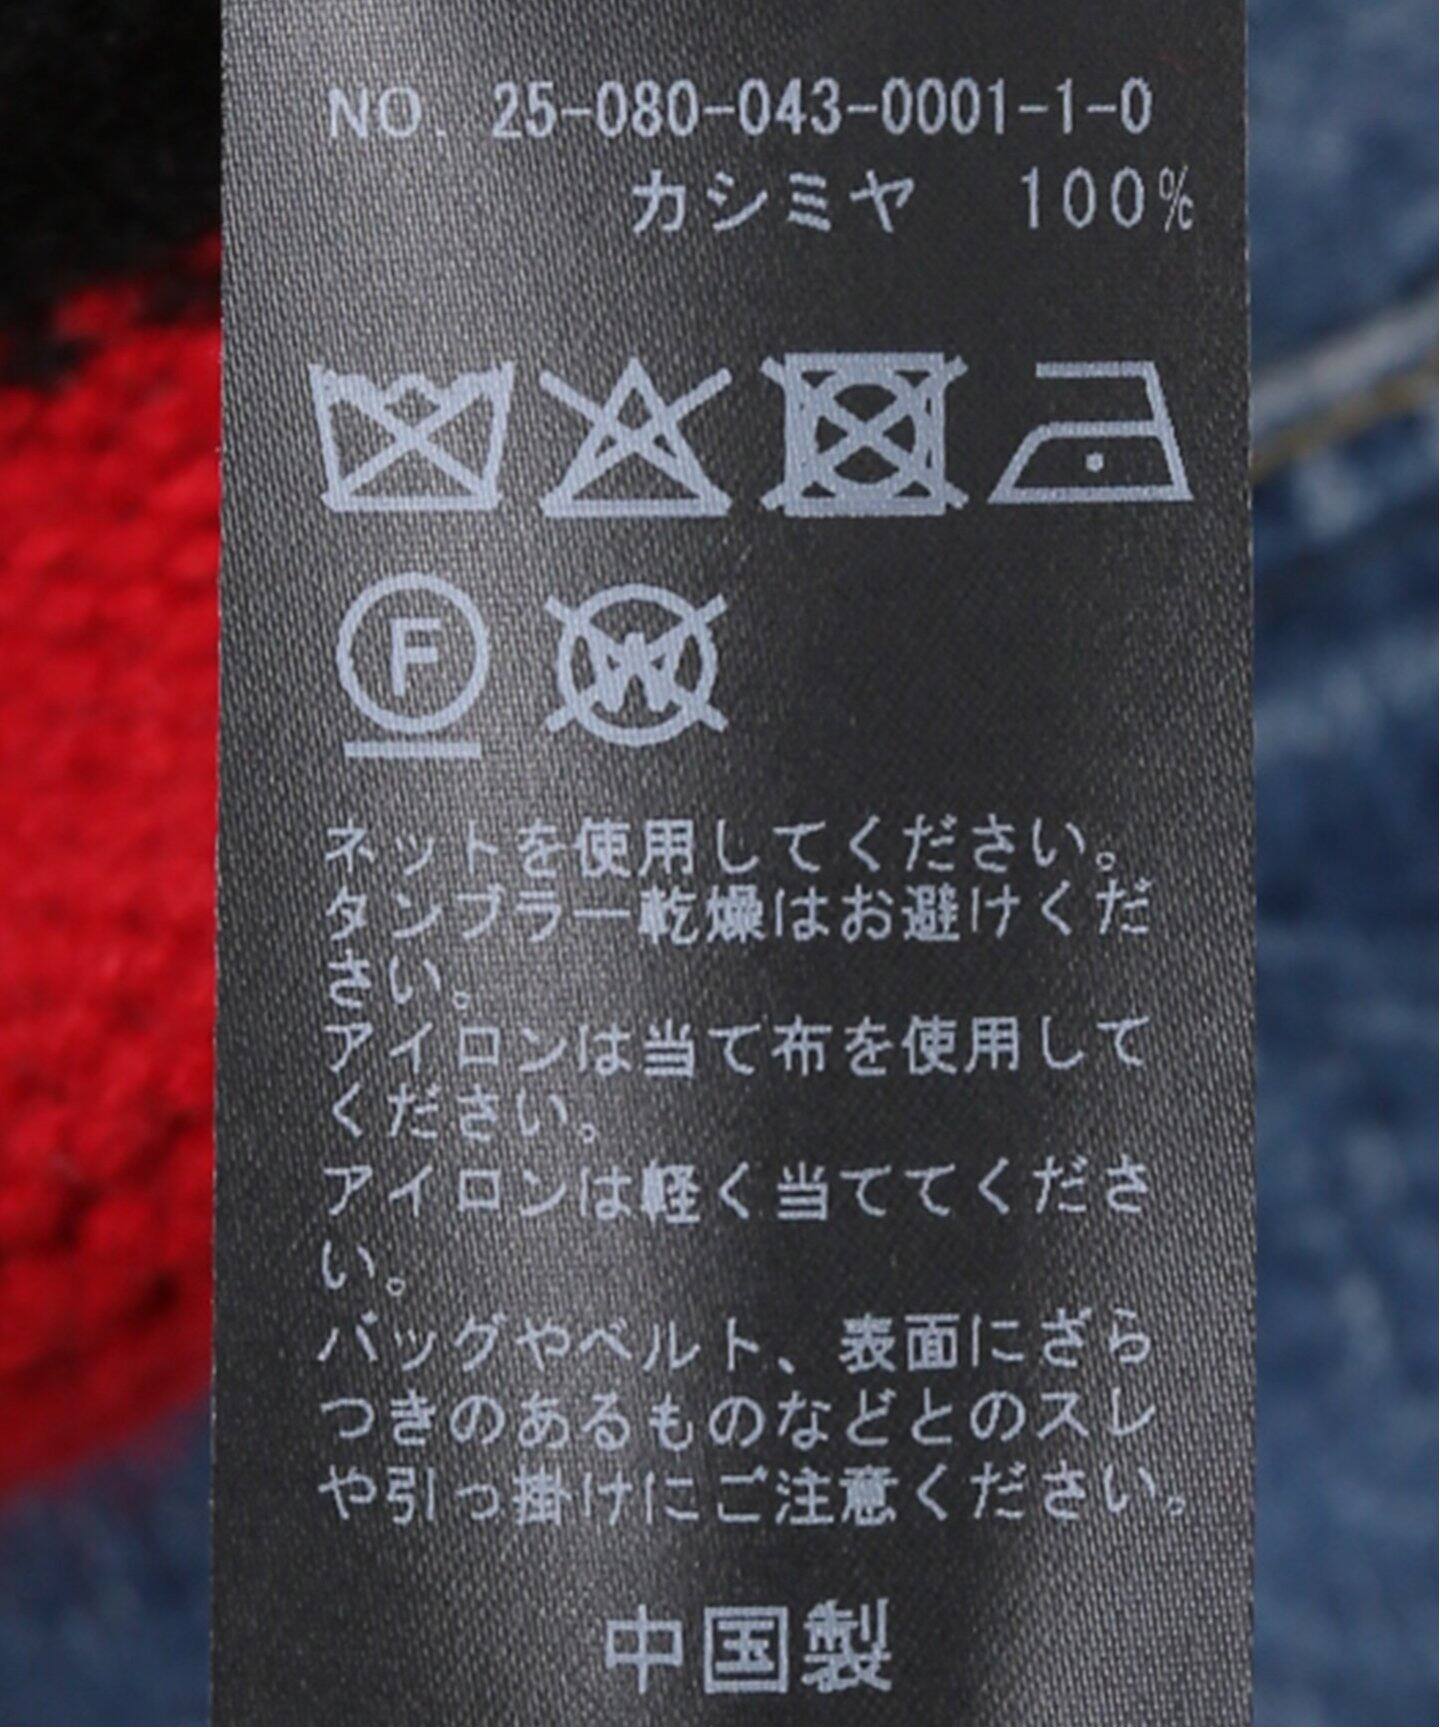 NO. 25-080-043-0001-1-0
カシミヤ 100%
F
W
ネットを使用してください。
タンブラー乾燥はお避けくだ
さい。
アイロンは当て布を使用して
ください。
アイロンは軽く当ててくださ
い。
バッグやベルト、表面にざら
つきのあるものなどとのスレ
や引っ掛けにご注意ください。
中国製